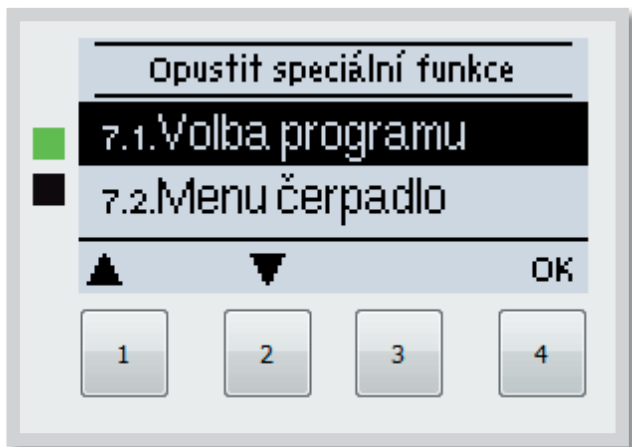 Opustit speciální funkce
7.1.Volba programu
7.2.Menu čerpadlo
▲ ▼ OK
1 2 3 4